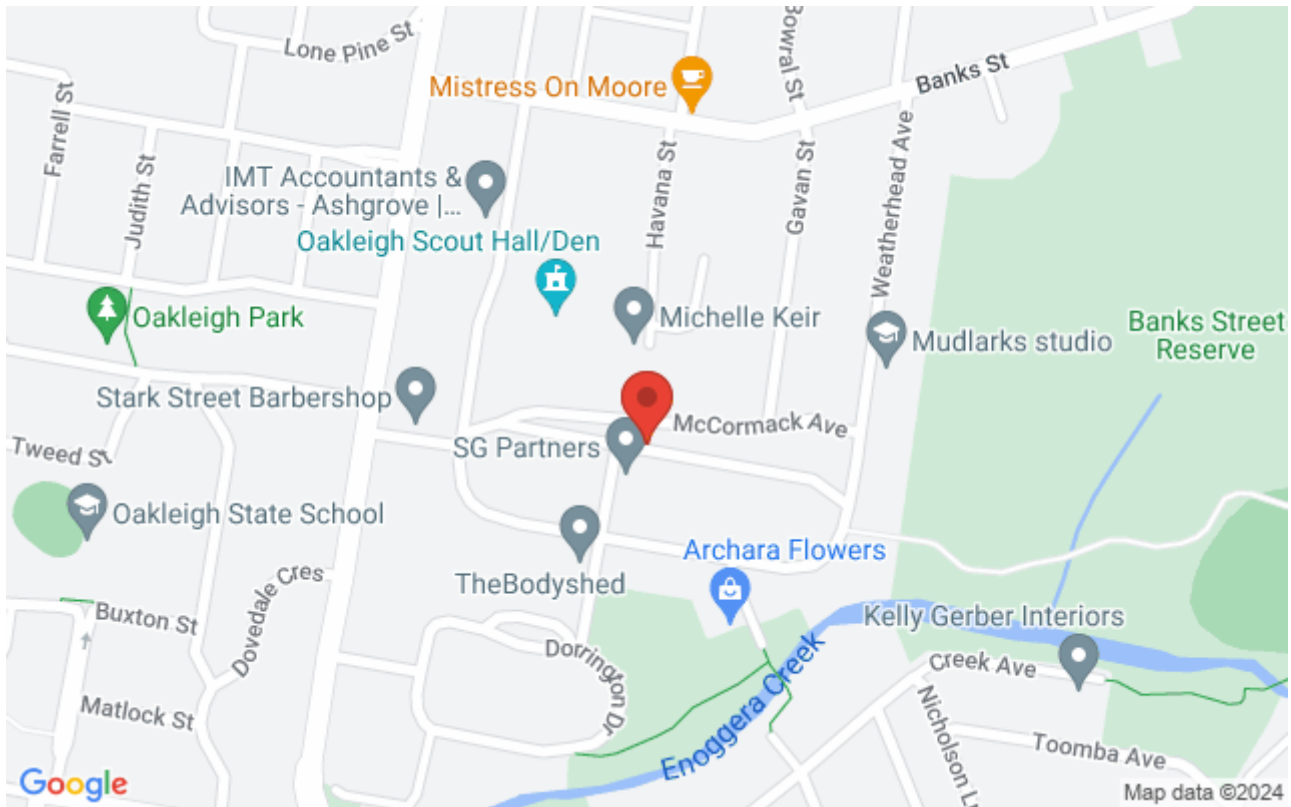 Lone Pine St
Bowral St
Banks St
Mistress On Moore
Farrell St
Judith St
IMT Accountants &
Advisors - Ashgrove |...
Havana St
Gavan St
Weatherhead Ave
Oakleigh Scout Hall/Den
Oakleigh Park
Michelle Keir
Mudlarks studio
Banks Street
Reserve
Stark Street Barbershop
McCormack Ave
SG Partners
Tweed St
Oakleigh State School
Archara Flowers
TheBodyshed
Dovedale Cres
Buxton St
Kelly Gerber Interiors
Dorrington Dr
Enoggera Creek
Creek Ave
Matlock St
Nicholson L
Toomba Ave
Google
Map data ©2024